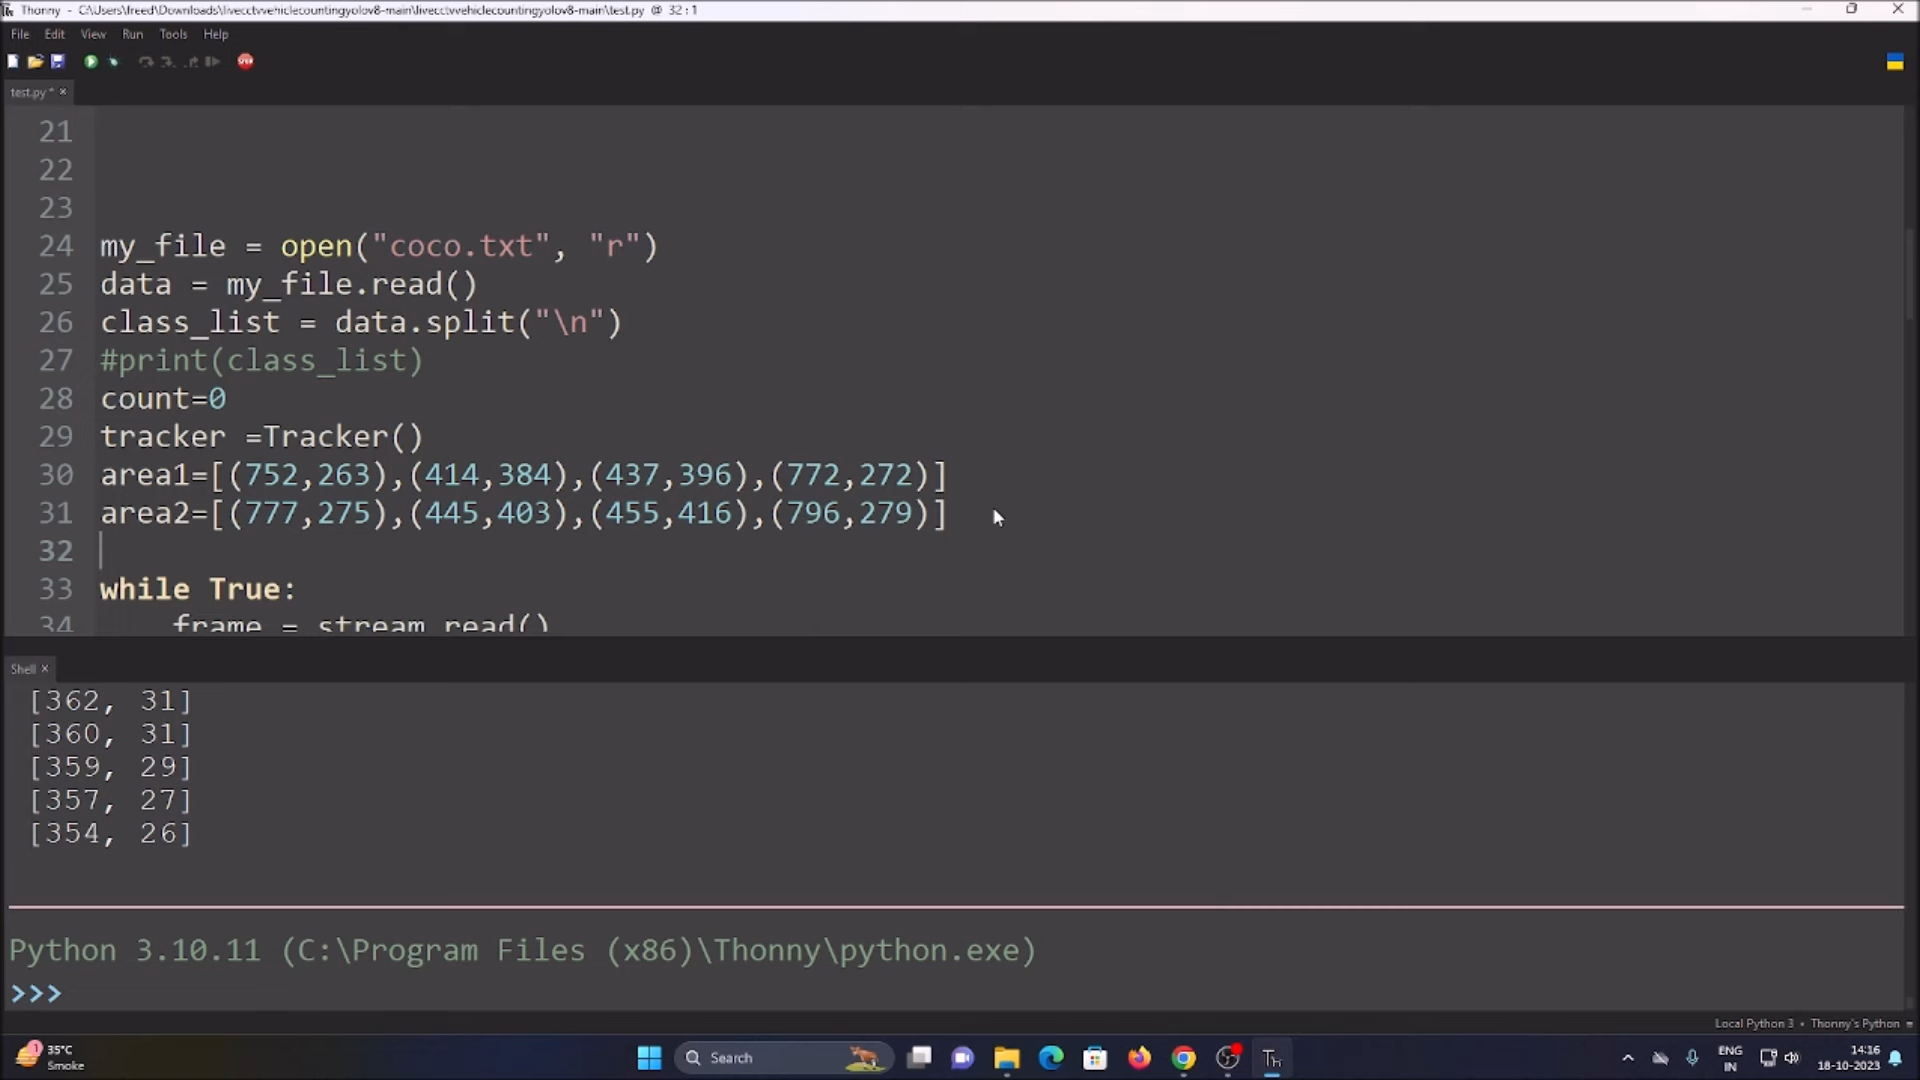 Thonny - C:\Users\freed\Downloads\livecctvvehiclecountingyolov8-main\livecctvvehiclecountingyolov8-main\test.py @ 32 : 1
File Edit View Run Tools Help
STOP
test.py * ×
21
22
23
24 my_file = open("coco.txt", "r")
25 data = my_file.read()
26 class_list = data.split("\n")
27 #print(class_list)
28 count=0
29 tracker =Tracker()
30 area1=[(752,263),(414,384),(437,396),(772,272)]
31 area2=[(777,275),(445,403),(455,416),(796,279)]
32
33 while True:
34 frame = stream.read()
Shell ×
[362, 31]
[360, 31]
[359, 29]
[357, 27]
[354, 26]
Python 3.10.11 (C:\Program Files (x86)\Thonny\python.exe)
>>>
Local Python 3 • Thonny's Python
1
35°C
Smoke
Search
Th
ENG
IN
14:16
18-10-2023